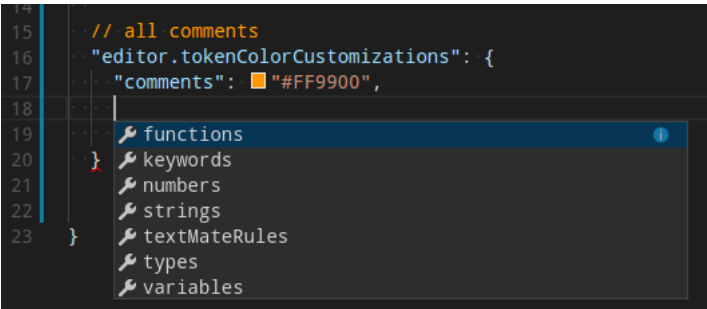 14
15 // all comments
16 "editor.tokenColorCustomizations": {
17 "comments": "#FF9900",
18
19 functions
20 } keywords
21 numbers
22 strings
23 } textMateRules
types
variables